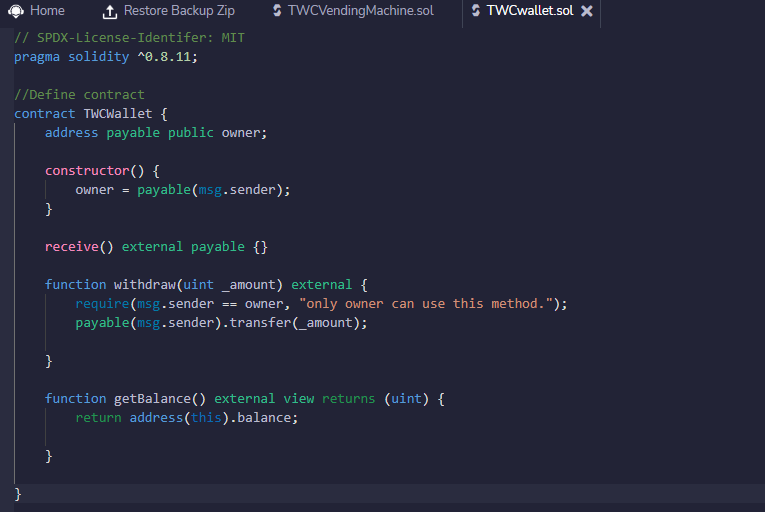 Home Restore Backup Zip TWCVendingMachine.sol TWCwallet.sol
// SPDX-License-Identifer: MIT
pragma solidity ^0.8.11;
//Define contract
contract TWCWallet {
address payable public owner;
constructor() {
owner = payable(msg.sender);
}
receive() external payable {}
function withdraw(uint _amount) external {
require(msg.sender == owner, "only owner can use this method.");
payable(msg.sender).transfer(_amount);
}
function getBalance() external view returns (uint) {
return address(this).balance;
}
}